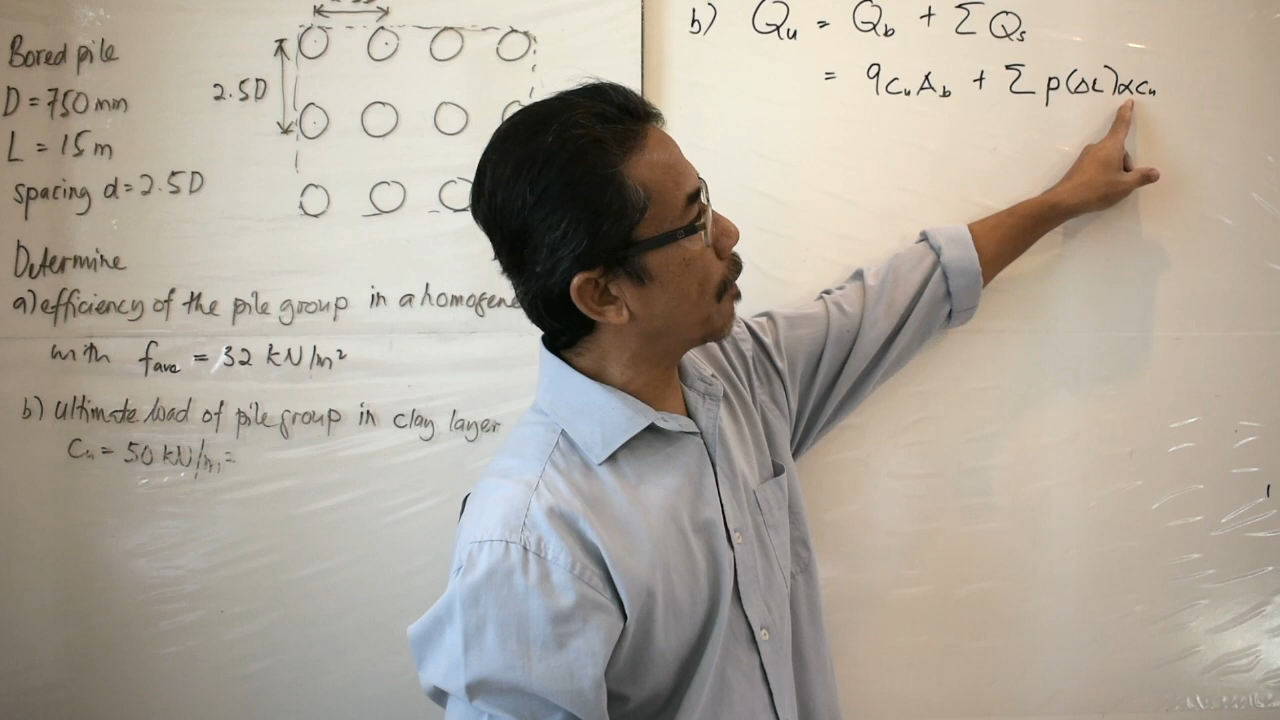 Bored pile
D = 750 mm
L = 15 m
spacing d = 2.5D
2.5D
Determine
a) efficiency of the pile group in a homogene
with fave = 32 kN/m²
b) Ultimate load of pile group in clay layer
Cu = 50 kN/m²
b) Qu = Qb + Σ Qs
= 9cuAb + Σ p(ΔL)αcu